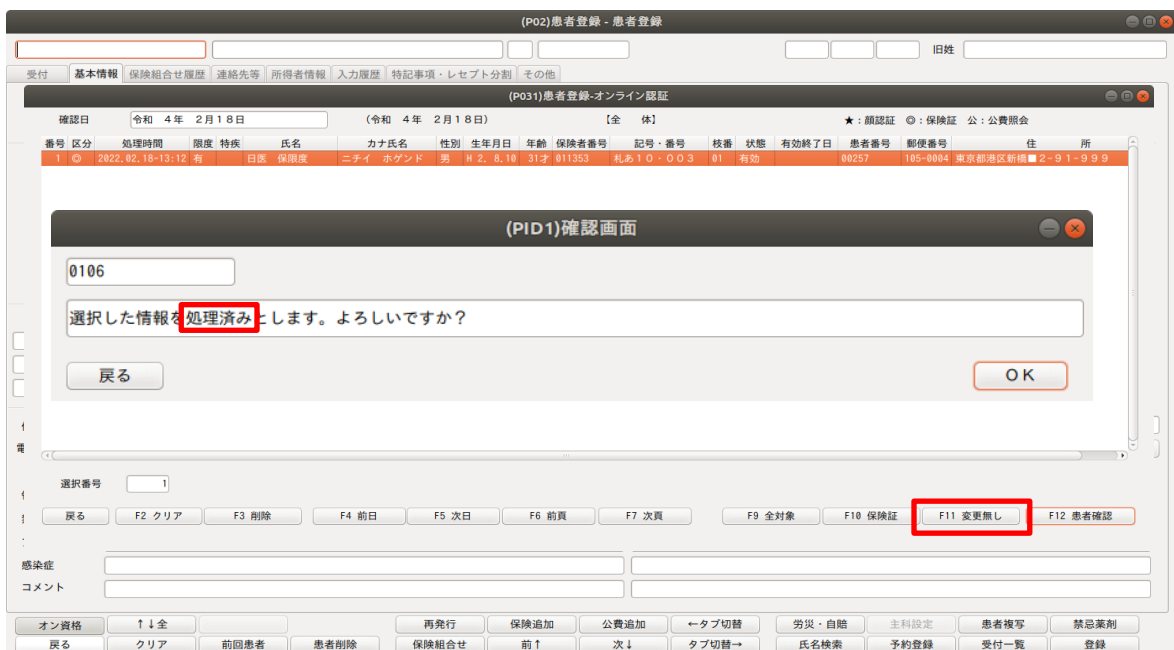 (P02)患者登録 - 患者登録
旧姓
受付 基本情報 保険組合せ履歴 連絡先等 所得者情報 入力履歴 特記事項・レセプト分割 その他
(P031)患者登録-オンライン認証
確認日 令和 4年 2月18日 (令和 4年 2月18日) 【全 体】 ★：顔認証 ◎：保険証 公：公費照会
番号 区分 処理時間 限度 特疾 氏名 カナ氏名 性別 生年月日 年齢 保険者番号 記号・番号 枝番 状態 有効終了日 患者番号 郵便番号 住 所
1 ◎ 2022.02.18-13:12 有 日医 保限度 ニチイ ホゲンド 男 H 2. 8.10 31才 011353 札あ10・003 01 有効 00257 105-0004 東京都港区新橋■2-91-999
(PID1)確認画面
0106
選択した情報を処理済みとします。よろしいですか？
戻る OK
選択番号 1
戻る F2 クリア F3 削除 F4 前日 F5 次日 F6 前頁 F7 次頁 F9 全対象 F10 保険証 F11 変更無し F12 患者確認
感染症
コメント
オン資格 ↑↓全 再発行 保険追加 公費追加 ←タブ切替 労災・自賠 主科設定 患者複写 禁忌薬剤
戻る クリア 前回患者 患者削除 保険組合せ 前↑ 次↓ タブ切替→ 氏名検索 予約登録 受付一覧 登録